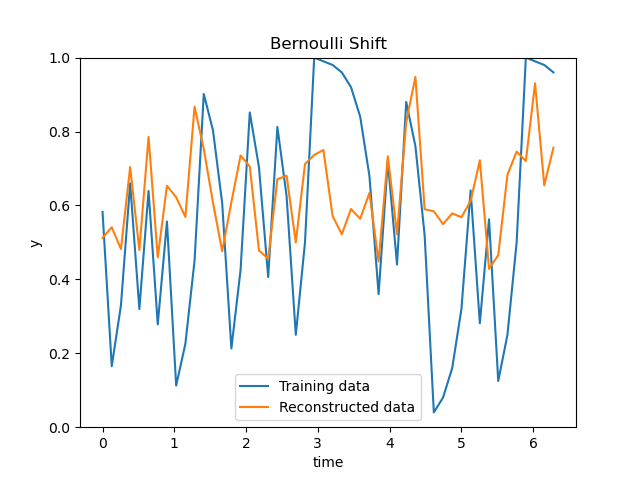 Bernoulli Shift
1.0
0.8
0.6
0.4
0.2
0.0
y
Training data
Reconstructed data
0 1 2 3 4 5 6
time